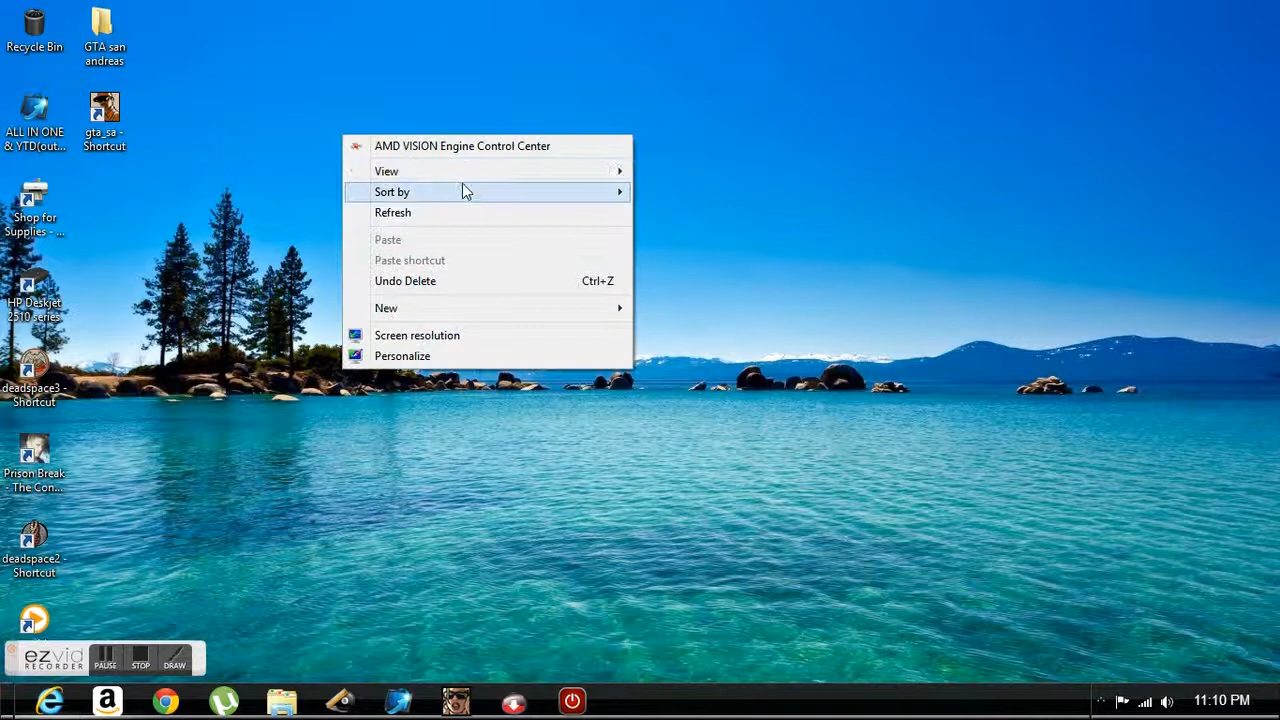 Recycle Bin
GTA san
andreas
ALL IN ONE
& YTD(out...
gta_sa -
Shortcut
Shop for
Supplies - ...
HP Deskjet
2510 series
deadspace3 -
Shortcut
Prison Break
- The Con...
deadspace2 -
Shortcut
AMD VISION Engine Control Center
View
Sort by
Refresh
Paste
Paste shortcut
Undo Delete Ctrl+Z
New
Screen resolution
Personalize
ezvid
RECORDER
PAUSE STOP DRAW
11:10 PM